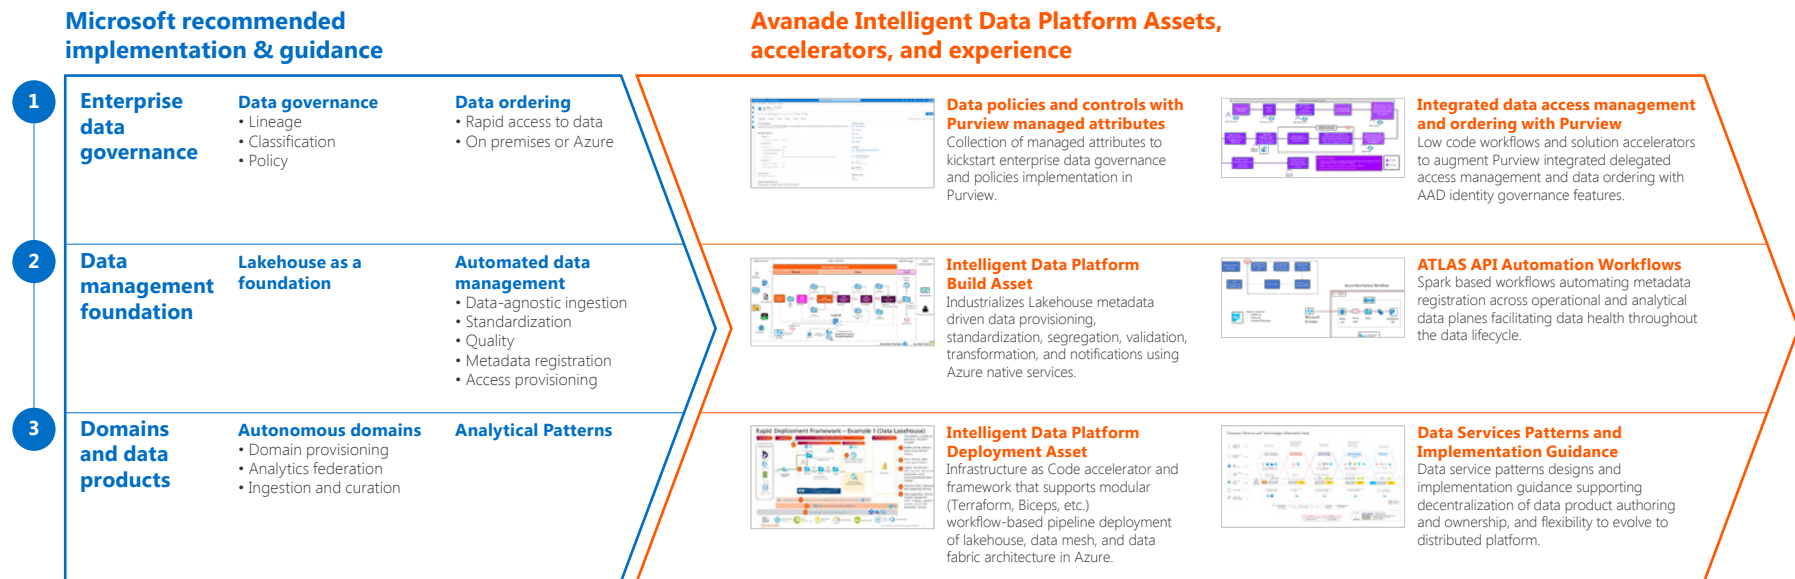 Microsoft recommended
implementation & guidance
Avanade Intelligent Data Platform Assets,
accelerators, and experience
1
Enterprise
data
governance
Data governance
• Lineage
• Classification
• Policy
Data ordering
• Rapid access to data
• On premises or Azure
Data policies and controls with
Purview managed attributes
Collection of managed attributes to
kickstart enterprise data governance
and policies implementation in
Purview.
Integrated data access management
and ordering with Purview
Low code workflows and solution accelerators
to augment Purview integrated delegated
access management and data ordering with
AAD identity governance features.
2
Data
management
foundation
Lakehouse as a
foundation
Automated data
management
• Data-agnostic ingestion
• Standardization
• Quality
• Metadata registration
• Access provisioning
Intelligent Data Platform
Build Asset
Industrializes Lakehouse metadata
driven data provisioning,
standardization, segregation, validation,
transformation, and notifications using
Azure native services.
ATLAS API Automation Workflows
Spark based workflows automating metadata
registration across operational and analytical
data planes facilitating data health throughout
the data lifecycle.
3
Domains
and data
products
Autonomous domains
• Domain provisioning
• Analytics federation
• Ingestion and curation
Analytical Patterns
Rapid Deployment Framework – Example 1 (Data Lakehouse)
Intelligent Data Platform
Deployment Asset
Infrastructure as Code accelerator and
framework that supports modular
(Terraform, Biceps, etc.)
workflow-based pipeline deployment
of lakehouse, data mesh, and data
fabric architecture in Azure.
Data Services Patterns and
Implementation Guidance
Data service patterns designs and
implementation guidance supporting
decentralization of data product authoring
and ownership, and flexibility to evolve to
distributed platform.